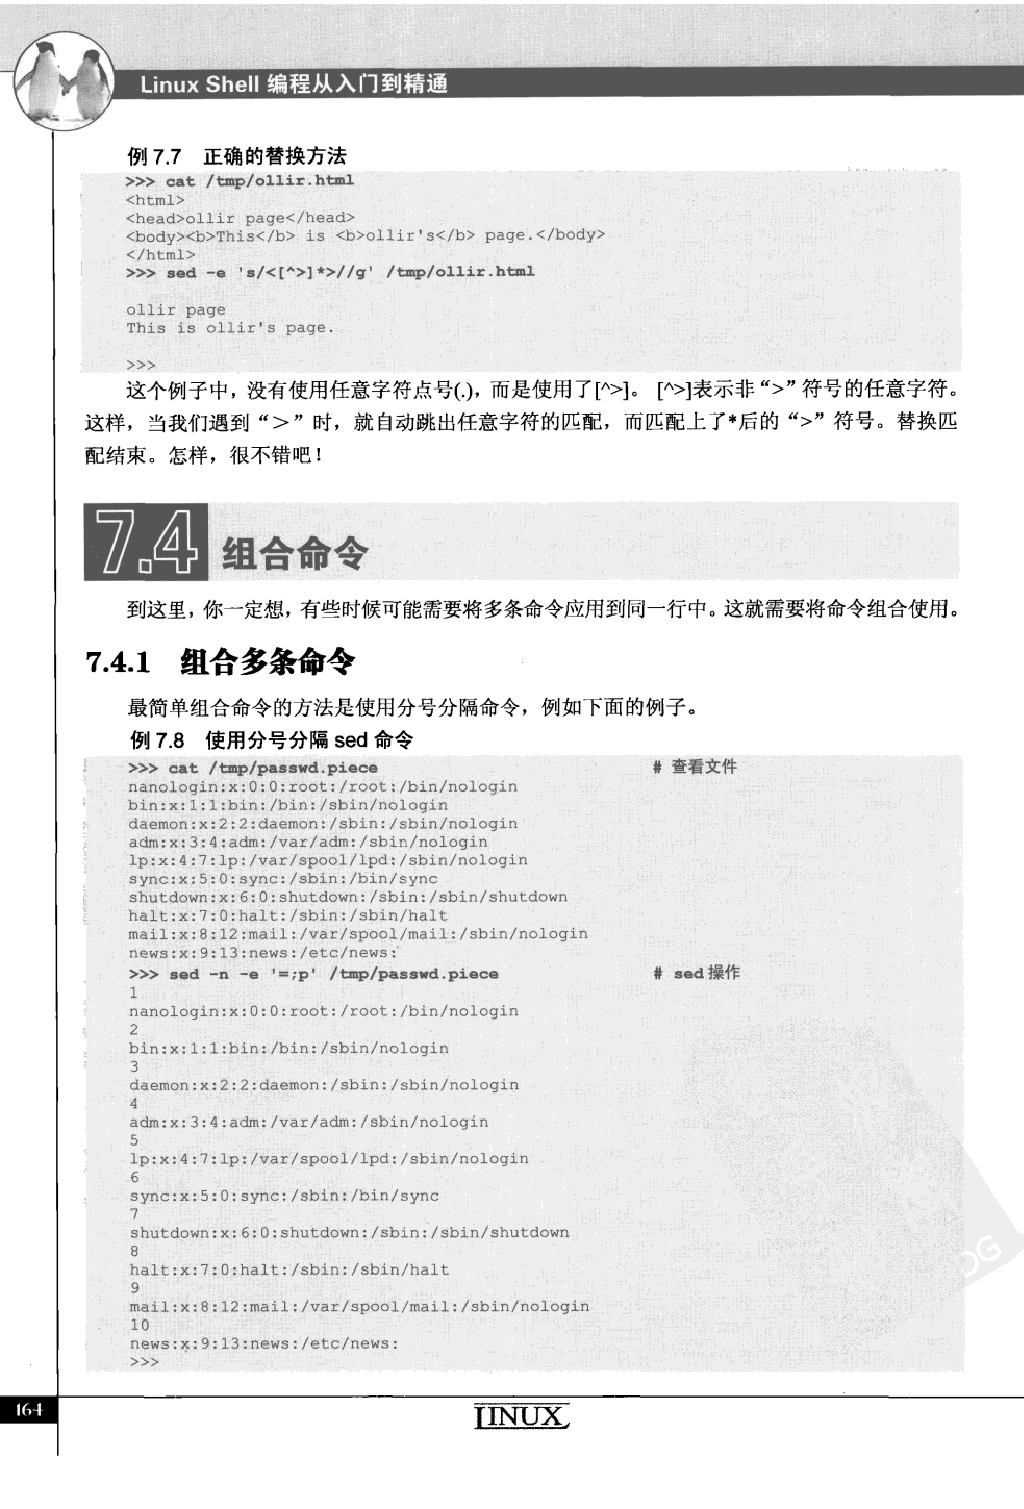 Linux Shell 编程从入门到精通
例 7.7 正确的替换方法
>>> cat /tmp/ollir.html
<html>
<head>ollir page</head>
<body><b>This</b> is <b>ollir's</b> page.</body>
</html>
>>> sed -e 's/<[^>]*>//g' /tmp/ollir.html
ollir page
This is ollir's page.
>>>
这个例子中，没有使用任意字符点号(.)，而是使用了[^>]。 [^>]表示非“>”符号的任意字符。
这样，当我们遇到“>”时，就自动跳出任意字符的匹配，而匹配上了*后的“>”符号。替换匹
配结束。怎样，很不错吧！
7.4 组合命令
到这里，你一定想，有些时候可能需要将多条命令应用到同一行中。这就需要将命令组合使用。
7.4.1 组合多条命令
最简单组合命令的方法是使用分号分隔命令，例如下面的例子。
例 7.8 使用分号分隔 sed 命令
>>> cat /tmp/passwd.piece # 查看文件
nanologin:x:0:0:root:/root:/bin/nologin
bin:x:1:1:bin:/bin:/sbin/nologin
daemon:x:2:2:daemon:/sbin:/sbin/nologin
adm:x:3:4:adm:/var/adm:/sbin/nologin
lp:x:4:7:lp:/var/spool/lpd:/sbin/nologin
sync:x:5:0:sync:/sbin:/bin/sync
shutdown:x:6:0:shutdown:/sbin:/sbin/shutdown
halt:x:7:0:halt:/sbin:/sbin/halt
mail:x:8:12:mail:/var/spool/mail:/sbin/nologin
news:x:9:13:news:/etc/news:
>>> sed -n -e '=;p' /tmp/passwd.piece # sed 操作
1
nanologin:x:0:0:root:/root:/bin/nologin
2
bin:x:1:1:bin:/bin:/sbin/nologin
3
daemon:x:2:2:daemon:/sbin:/sbin/nologin
4
adm:x:3:4:adm:/var/adm:/sbin/nologin
5
lp:x:4:7:lp:/var/spool/lpd:/sbin/nologin
6
sync:x:5:0:sync:/sbin:/bin/sync
7
shutdown:x:6:0:shutdown:/sbin:/sbin/shutdown
8
halt:x:7:0:halt:/sbin:/sbin/halt
9
mail:x:8:12:mail:/var/spool/mail:/sbin/nologin
10
news:x:9:13:news:/etc/news:
>>>
164
LINUX